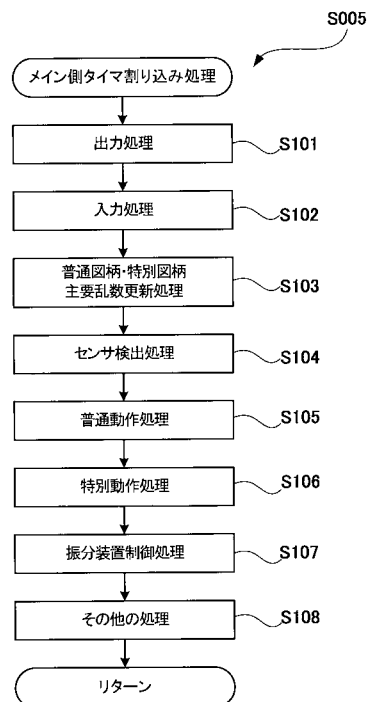 S005
メイン側タイマ割り込み処理
出力処理
S101
入力処理
S102
普通図柄・特別図柄
主要乱数更新処理
S103
センサ検出処理
S104
普通動作処理
S105
特別動作処理
S106
振分装置制御処理
S107
その他の処理
S108
リターン